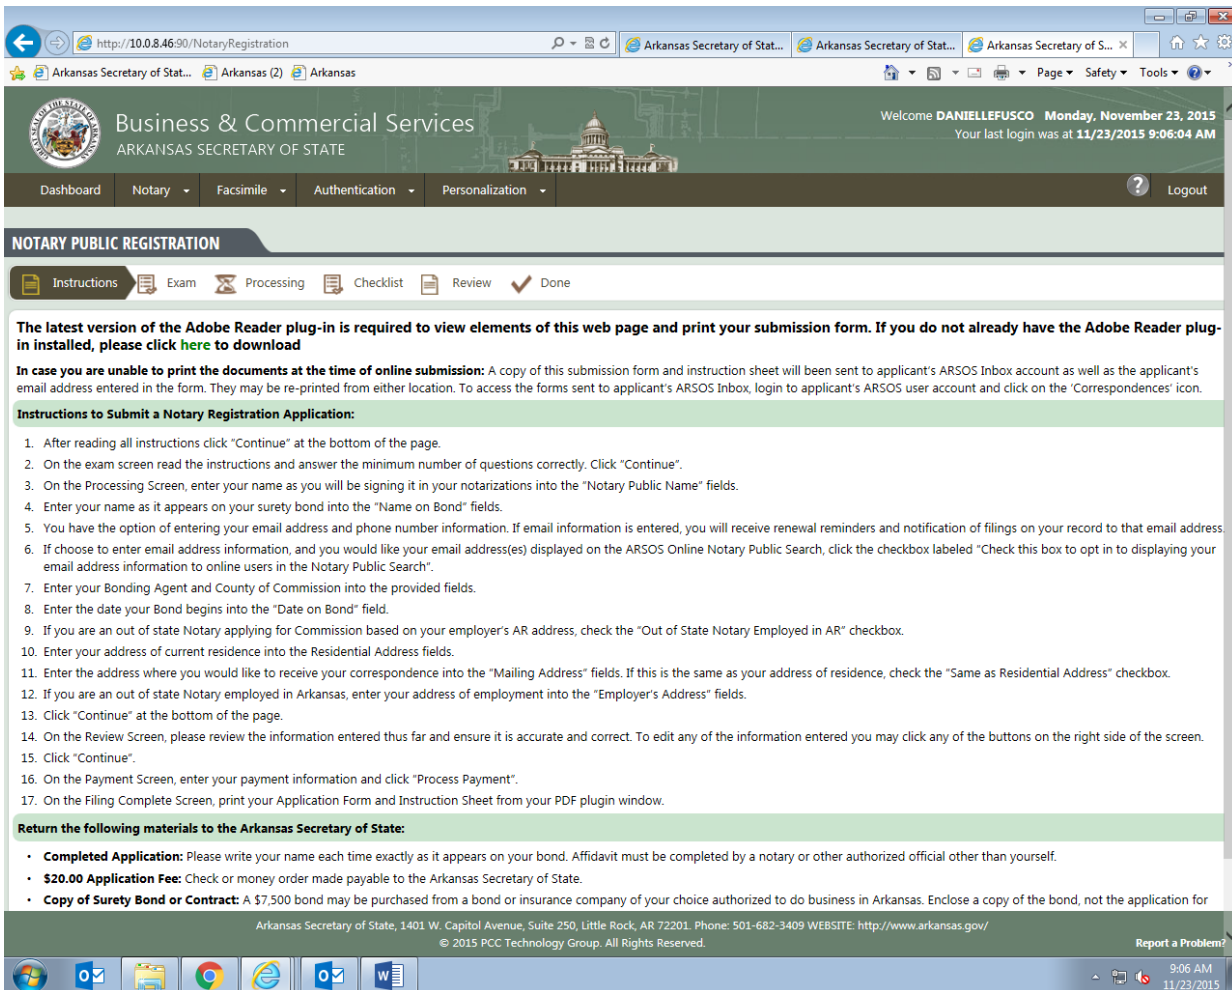 http://10.0.8.46:90/NotaryRegistration
Arkansas Secretary of Stat...
Arkansas Secretary of Stat...
Arkansas Secretary of S...
Arkansas Secretary of Stat...
Arkansas (2)
Arkansas
Page
Safety
Tools
Business & Commercial Services
ARKANSAS SECRETARY OF STATE
Welcome DANIELLEFUSCO Monday, November 23, 2015
Your last login was at 11/23/2015 9:06:04 AM
Dashboard
Notary
Facsimile
Authentication
Personalization
Logout
NOTARY PUBLIC REGISTRATION
Instructions
Exam
Processing
Checklist
Review
Done
The latest version of the Adobe Reader plug-in is required to view elements of this web page and print your submission form. If you do not already have the Adobe Reader plug-
in installed, please click here to download
In case you are unable to print the documents at the time of online submission: A copy of this submission form and instruction sheet will been sent to applicant's ARSOS Inbox account as well as the applicant's
email address entered in the form. They may be re-printed from either location. To access the forms sent to applicant's ARSOS Inbox, login to applicant's ARSOS user account and click on the 'Correspondences' icon.
Instructions to Submit a Notary Registration Application:
1. After reading all instructions click "Continue" at the bottom of the page.
2. On the exam screen read the instructions and answer the minimum number of questions correctly. Click "Continue".
3. On the Processing Screen, enter your name as you will be signing it in your notarizations into the "Notary Public Name" fields.
4. Enter your name as it appears on your surety bond into the "Name on Bond" fields.
5. You have the option of entering your email address and phone number information. If email information is entered, you will receive renewal reminders and notification of filings on your record to that email address.
6. If choose to enter email address information, and you would like your email address(es) displayed on the ARSOS Online Notary Public Search, click the checkbox labeled "Check this box to opt in to displaying your
email address information to online users in the Notary Public Search".
7. Enter your Bonding Agent and County of Commission into the provided fields.
8. Enter the date your Bond begins into the "Date on Bond" field.
9. If you are an out of state Notary applying for Commission based on your employer's AR address, check the "Out of State Notary Employed in AR" checkbox.
10. Enter your address of current residence into the Residential Address fields.
11. Enter the address where you would like to receive your correspondence into the "Mailing Address" fields. If this is the same as your address of residence, check the "Same as Residential Address" checkbox.
12. If you are an out of state Notary employed in Arkansas, enter your address of employment into the "Employer's Address" fields.
13. Click "Continue" at the bottom of the page.
14. On the Review Screen, please review the information entered thus far and ensure it is accurate and correct. To edit any of the information entered you may click any of the buttons on the right side of the screen.
15. Click "Continue".
16. On the Payment Screen, enter your payment information and click "Process Payment".
17. On the Filing Complete Screen, print your Application Form and Instruction Sheet from your PDF plugin window.
Return the following materials to the Arkansas Secretary of State:
• Completed Application: Please write your name each time exactly as it appears on your bond. Affidavit must be completed by a notary or other authorized official other than yourself.
• $20.00 Application Fee: Check or money order made payable to the Arkansas Secretary of State.
• Copy of Surety Bond or Contract: A $7,500 bond may be purchased from a bond or insurance company of your choice authorized to do business in Arkansas. Enclose a copy of the bond, not the application for
Arkansas Secretary of State, 1401 W. Capitol Avenue, Suite 250, Little Rock, AR 72201. Phone: 501-682-3409 WEBSITE: http://www.arkansas.gov/
© 2015 PCC Technology Group. All Rights Reserved.
Report a Problem?
9:06 AM
11/23/2015